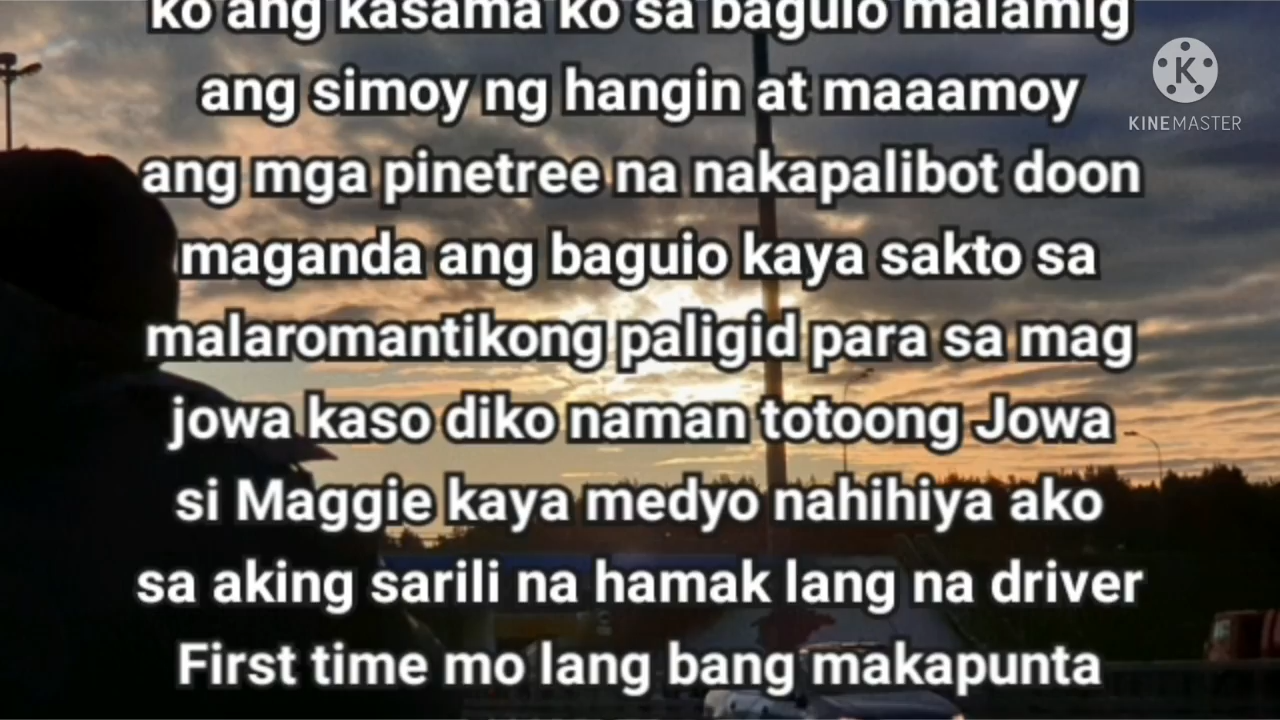 ko ang kasama ko sa baguio malamig
ang simoy ng hangin at maaamoy
ang mga pinetree na nakapalibot doon
maganda ang baguio kaya sakto sa
malaromantikong paligid para sa mag
jowa kaso diko naman totoong Jowa
si Maggie kaya medyo nahihiya ako
sa aking sarili na hamak lang na driver
First time mo lang bang makapunta
K
KINEMASTER